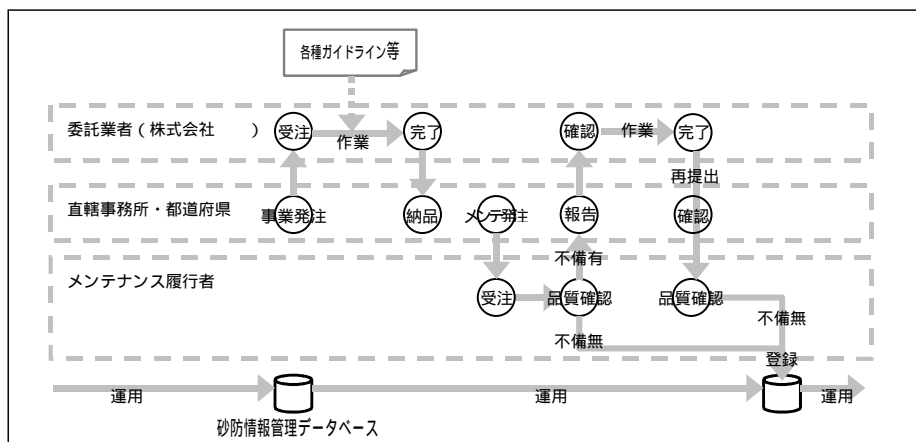 各種ガイドライン等
委託業者(株式会社　　)
受注
作業
完了
確認
作業
完了
再提出
直轄事務所・都道府県
事業発注
納品
メンテ発注
報告
確認
不備有
メンテナンス履行者
受注
品質確認
品質確認
不備無
不備無
登録
運用
運用
運用
砂防情報管理データベース